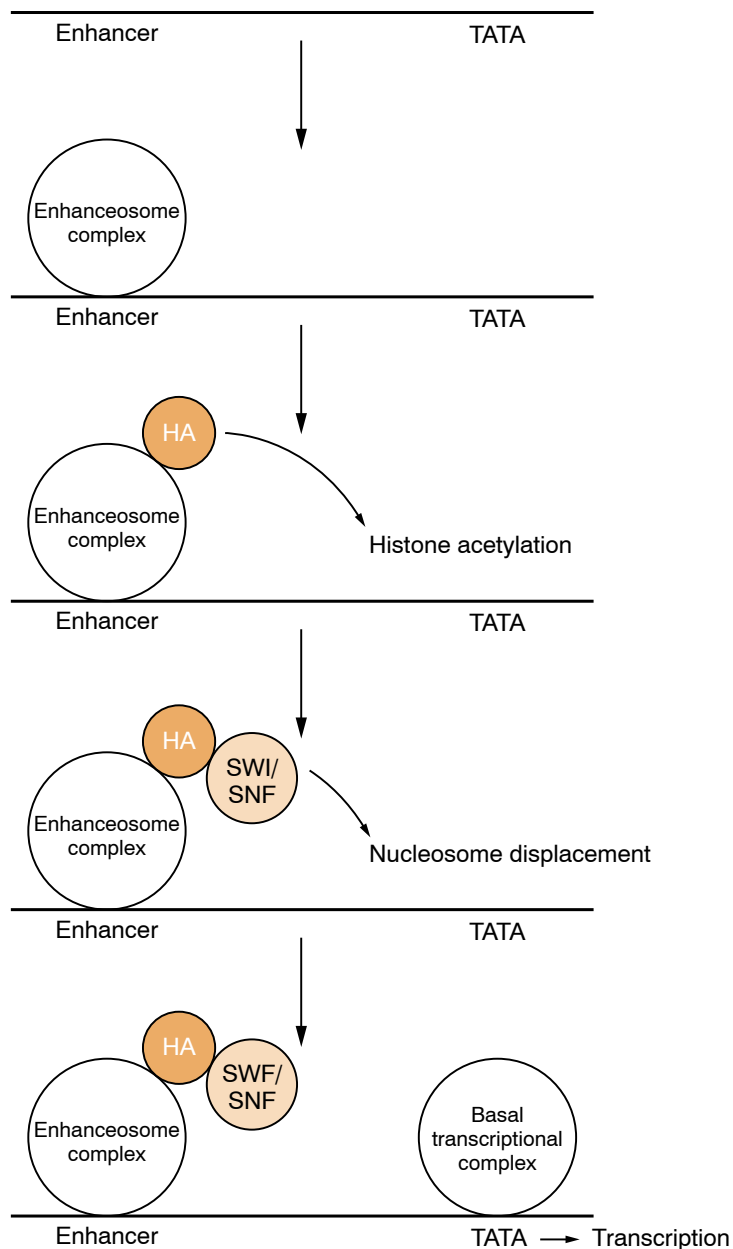 Enhancer TATA
Enhanceosome
complex
Enhancer TATA
HA
Enhanceosome
complex
Histone acetylation
Enhancer TATA
HA
SWI/
SNF
Enhanceosome
complex
Nucleosome displacement
Enhancer TATA
HA
SWF/
SNF
Enhanceosome
complex
Basal
transcriptional
complex
Enhancer TATA Transcription